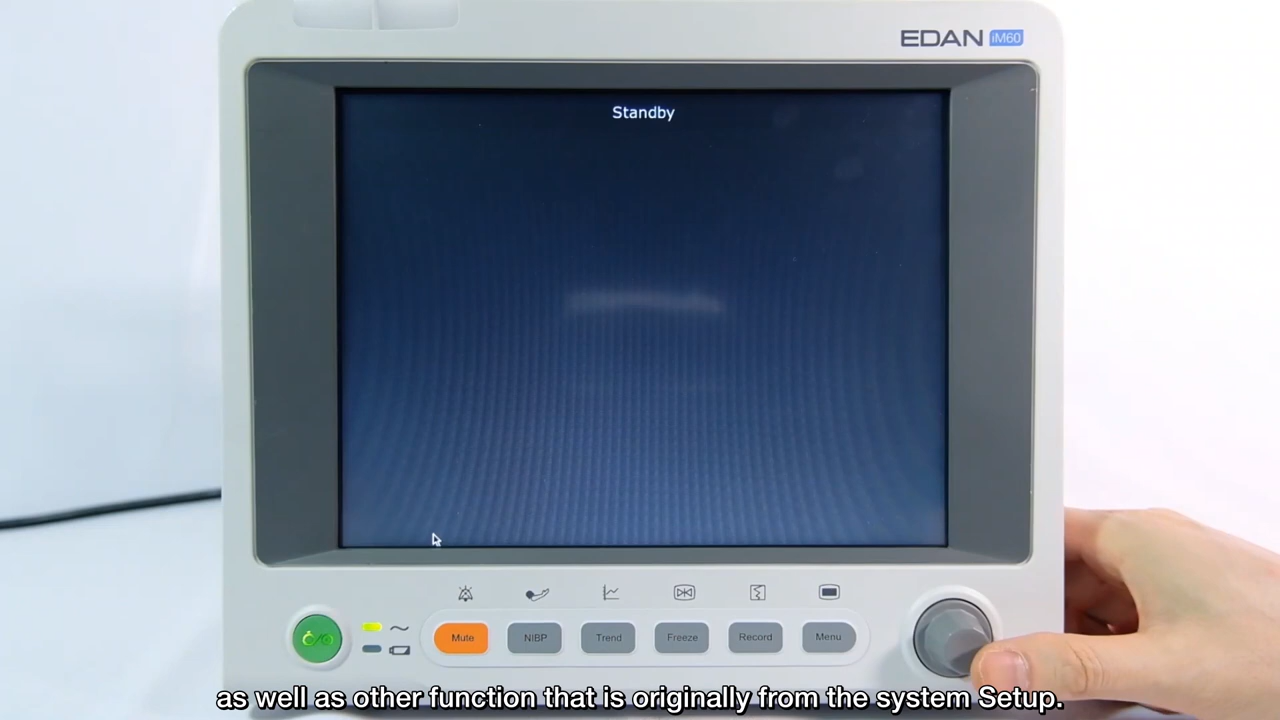 EDAN iM60
Standby
Mute NIBP Trend Freeze Record Menu
as well as other function that is originally from the system Setup.